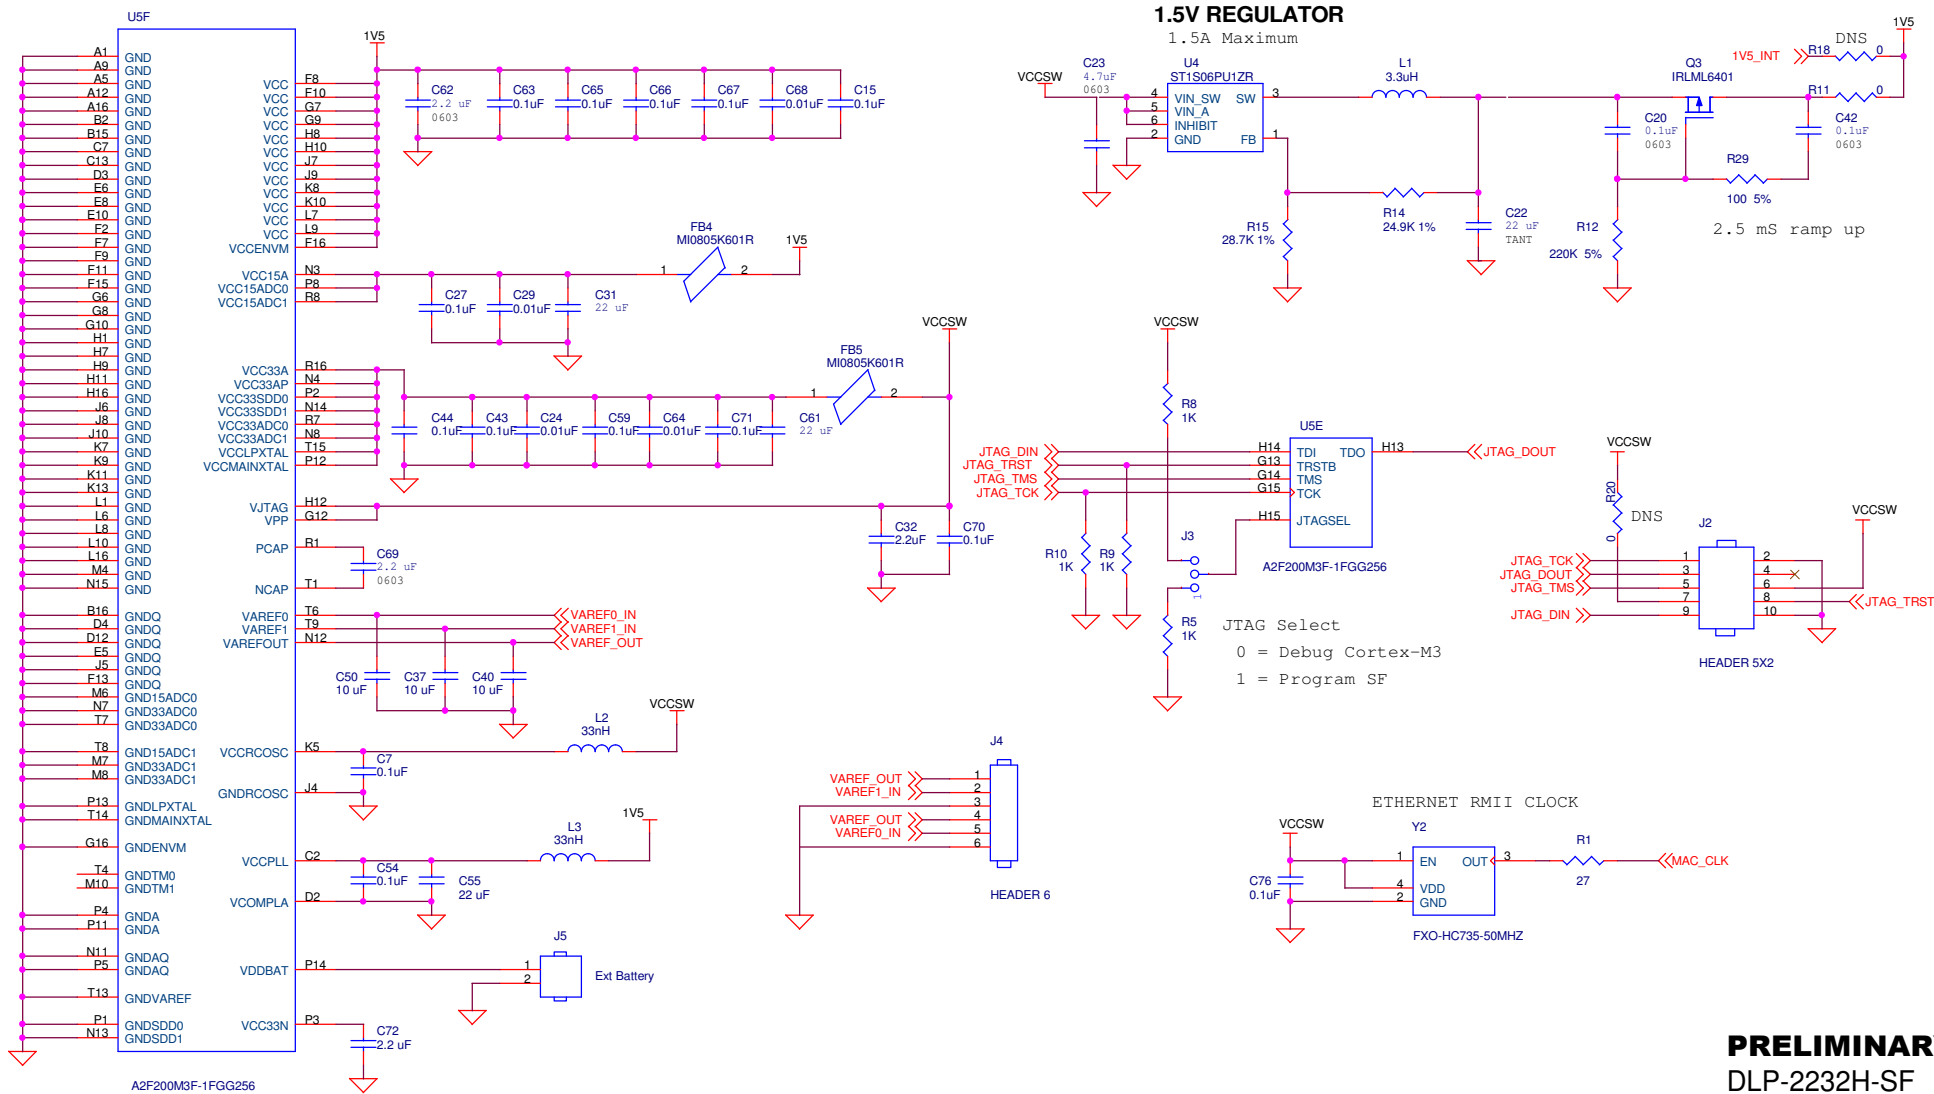 U5F
A1 GND
A9 GND
A5 GND
A12 GND
A16 GND
B2 GND
B15 GND
C7 GND
C13 GND
D3 GND
E6 GND
E8 GND
E10 GND
F2 GND
F7 GND
F9 GND
F11 GND
F15 GND
G6 GND
G8 GND
G10 GND
H1 GND
H7 GND
H9 GND
H11 GND
H16 GND
J6 GND
J8 GND
J10 GND
K7 GND
K9 GND
K11 GND
K13 GND
L1 GND
L6 GND
L8 GND
L10 GND
L16 GND
M4 GND
N15 GND
B16 GNDQ
D4 GNDQ
D12 GNDQ
E5 GNDQ
J5 GNDQ
F13 GNDQ
M6 GND15ADC0
N7 GND33ADC0
T7 GND33ADC0
T8 GND15ADC1
M7 GND33ADC1
M8 GND33ADC1
P13 GNDLPXTAL
T14 GNDMAINXTAL
G16 GNDENVM
T4 GNDTM0
M10 GNDTM1
P4 GNDA
P11 GNDA
N11 GNDAQ
P5 GNDAQ
T13 GNDVAREF
P1 GNDSDD0
N13 GNDSDD1
VCC F8
VCC F10
VCC G7
VCC G9
VCC H8
VCC H10
VCC J7
VCC J9
VCC K8
VCC K10
VCC L7
VCC L9
VCCENVM F16
VCC15A N3
VCC15ADC0 P8
VCC15ADC1 R8
VCC33A R16
VCC33AP N4
VCC33SDD0 P2
VCC33SDD1 N14
VCC33ADC0 R7
VCC33ADC1 N8
VCCLPXTAL T15
VCCMAINXTAL P12
VJTAG H12
VPP G12
PCAP R1
NCAP T1
VAREF0 T6
VAREF1 T9
VAREFOUT N12
VCCRCOSC K5
GNDRCOSC J4
VCCPLL C2
VCOMPLA D2
VDDBAT P14
VCC33N P3
A2F200M3F-1FGG256
1V5
C62
2.2 uF
0603
C63
0.1uF
C65
0.1uF
C66
0.1uF
C67
0.1uF
C68
0.01uF
C15
0.1uF
FB4
MI0805K601R
1 2
1V5
C27
0.1uF
C29
0.01uF
C31
22 uF
VCCSW
FB5
MI0805K601R
1 2
C44
0.1uF
C43
0.1uF
C24
0.01uF
C59
0.1uF
C64
0.01uF
C71
0.1uF
C61
22 uF
C32
2.2uF
C70
0.1uF
C69
2.2 uF
0603
VAREF0_IN
VAREF1_IN
VAREF_OUT
C50
10 uF
C37
10 uF
C40
10 uF
VCCSW
L2
33nH
C7
0.1uF
1V5
L3
33nH
C54
0.1uF
C55
22 uF
J5
1
2
Ext Battery
C72
2.2 uF
1.5V REGULATOR
1.5A Maximum
VCCSW
C23
4.7uF
0603
U4
ST1S06PU1ZR
4 VIN_SW
5 VIN_A
6 INHIBIT
2 GND
SW 3
FB 1
L1
3.3uH
R15
28.7K 1%
R14
24.9K 1%
C22
22 uF
TANT
Q3
IRLML6401
C20
0.1uF
0603
C42
0.1uF
0603
R29
100 5%
R12
220K 5%
2.5 mS ramp up
1V5_INT
R18
DNS
0
R11
0
1V5
VCCSW
R8
1K
JTAG_DIN
JTAG_TRST
JTAG_TMS
JTAG_TCK
U5E
H14 TDI
G13 TRSTB
G14 TMS
G15 TCK
H15 JTAGSEL
TDO H13
JTAG_DOUT
A2F200M3F-1FGG256
R10
1K
R9
1K
J3
1
R5
1K
JTAG Select
0 = Debug Cortex-M3
1 = Program SF
VCCSW
R20
0
DNS
J2
VCCSW
JTAG_TCK 1 2
JTAG_DOUT 3 4
JTAG_TMS 5 6
7 8 JTAG_TRST
JTAG_DIN 9 10
HEADER 5X2
J4
VAREF_OUT 1
VAREF1_IN 2
3
VAREF_OUT 4
VAREF0_IN 5
6
HEADER 6
ETHERNET RMII CLOCK
VCCSW
C76
0.1uF
Y2
1 EN
4 VDD
2 GND
OUT 3
R1
27
MAC_CLK
FXO-HC735-50MHZ
PRELIMINAR
DLP-2232H-SF